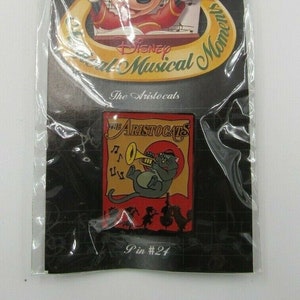 DISNEY
Musical Moments
The Aristocats
THE ARISTOCATS
Pin #24